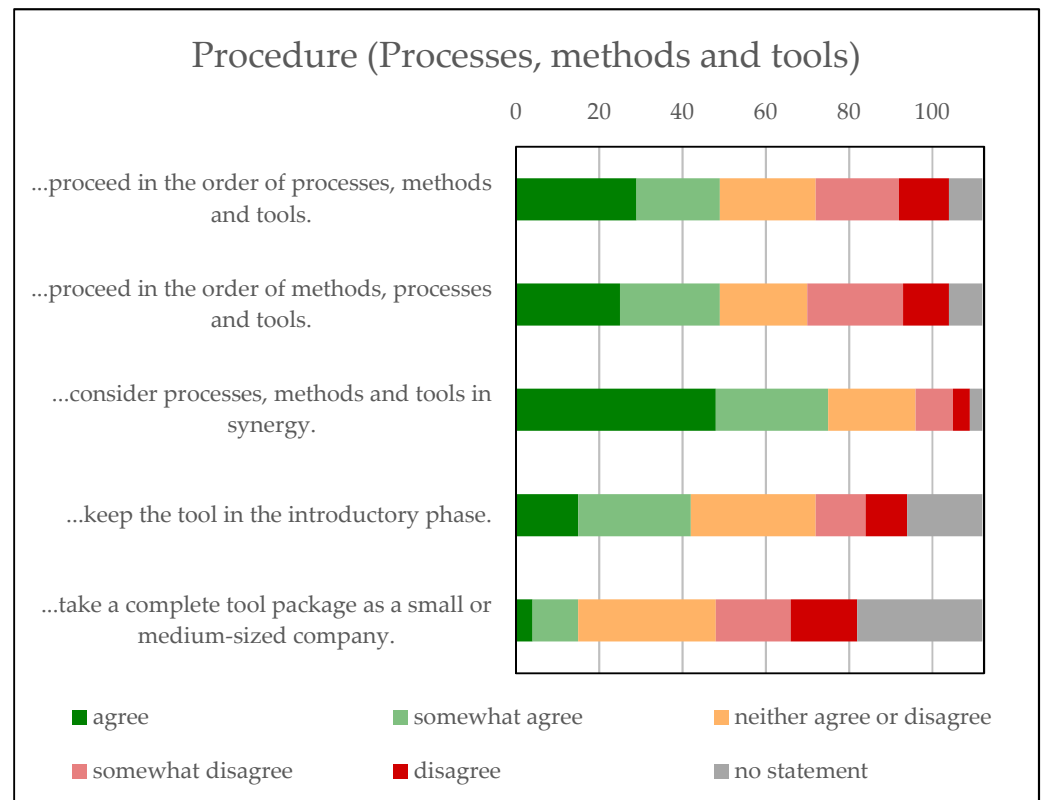 Procedure (Processes, methods and tools)
0 20 40 60 80 100
...proceed in the order of processes, methods
and tools.
...proceed in the order of methods, processes
and tools.
...consider processes, methods and tools in
synergy.
...keep the tool in the introductory phase.
...take a complete tool package as a small or
medium-sized company.
agree somewhat agree neither agree or disagree
somewhat disagree disagree no statement